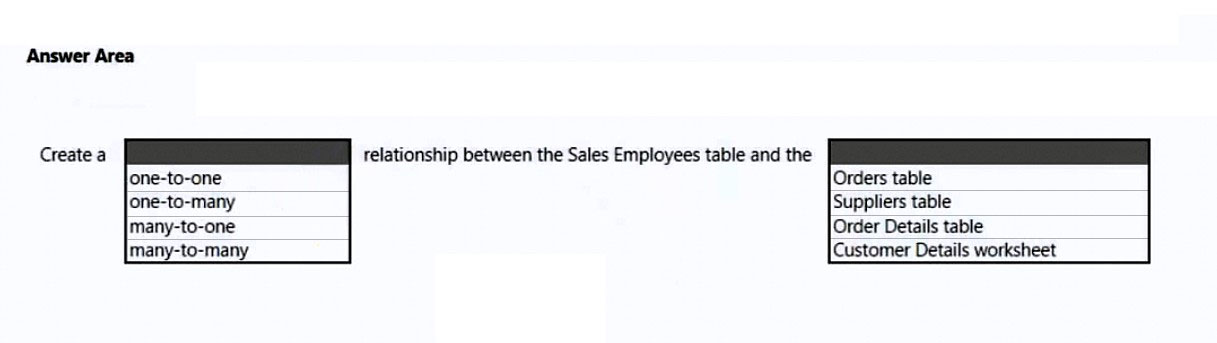 Answer Area
Create a relationship between the Sales Employees table and the
one-to-one Orders table
one-to-many Suppliers table
many-to-one Order Details table
many-to-many Customer Details worksheet